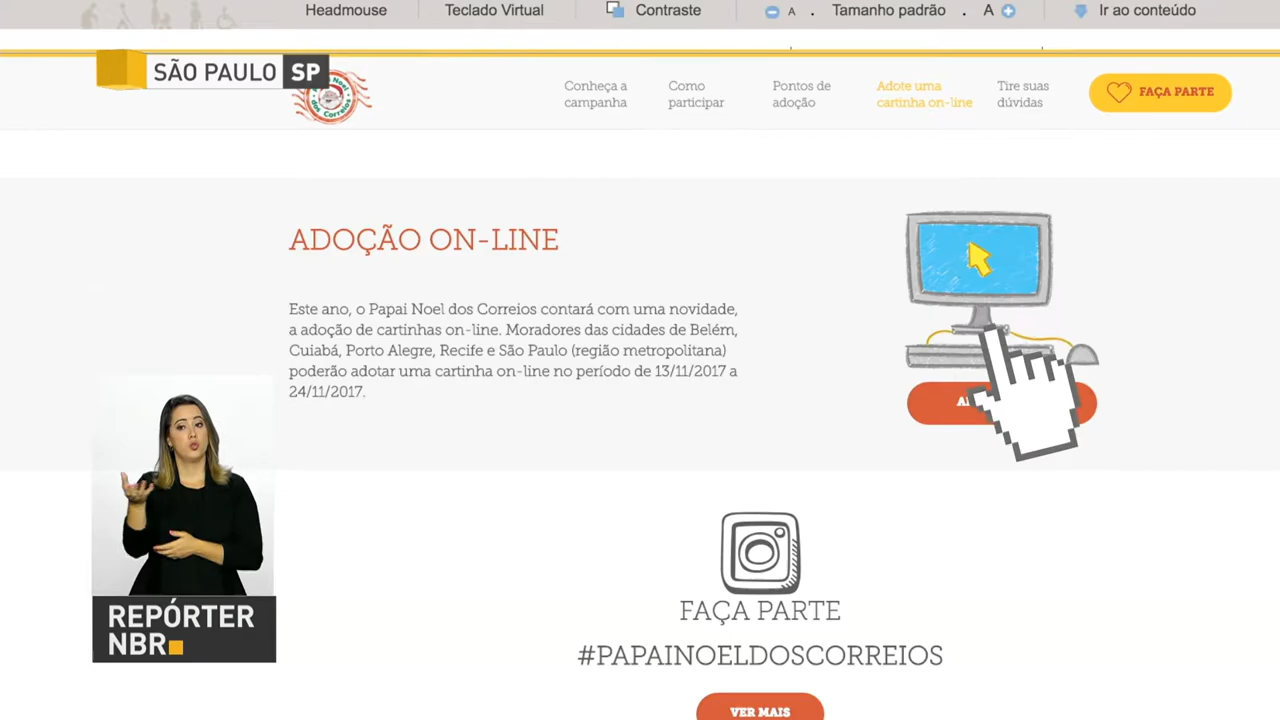 Headmouse
Teclado Virtual
Contraste
A
.
Tamanho padrão
.
A
Ir ao conteúdo
SÃO PAULO SP
Noel
dos Correios
Conheça a
campanha
Como
participar
Pontos de
adoção
Adote uma
cartinha on-line
Tire suas
dúvidas
FAÇA PARTE
ADOÇÃO ON-LINE
Este ano, o Papai Noel dos Correios contará com uma novidade,
a adoção de cartinhas on-line. Moradores das cidades de Belém,
Cuiabá, Porto Alegre, Recife e São Paulo (região metropolitana)
poderão adotar uma cartinha on-line no período de 13/11/2017 a
24/11/2017.
FAÇA PARTE
#PAPAINOELDOSCORREIOS
VER MAIS
REPÓRTER
NBR